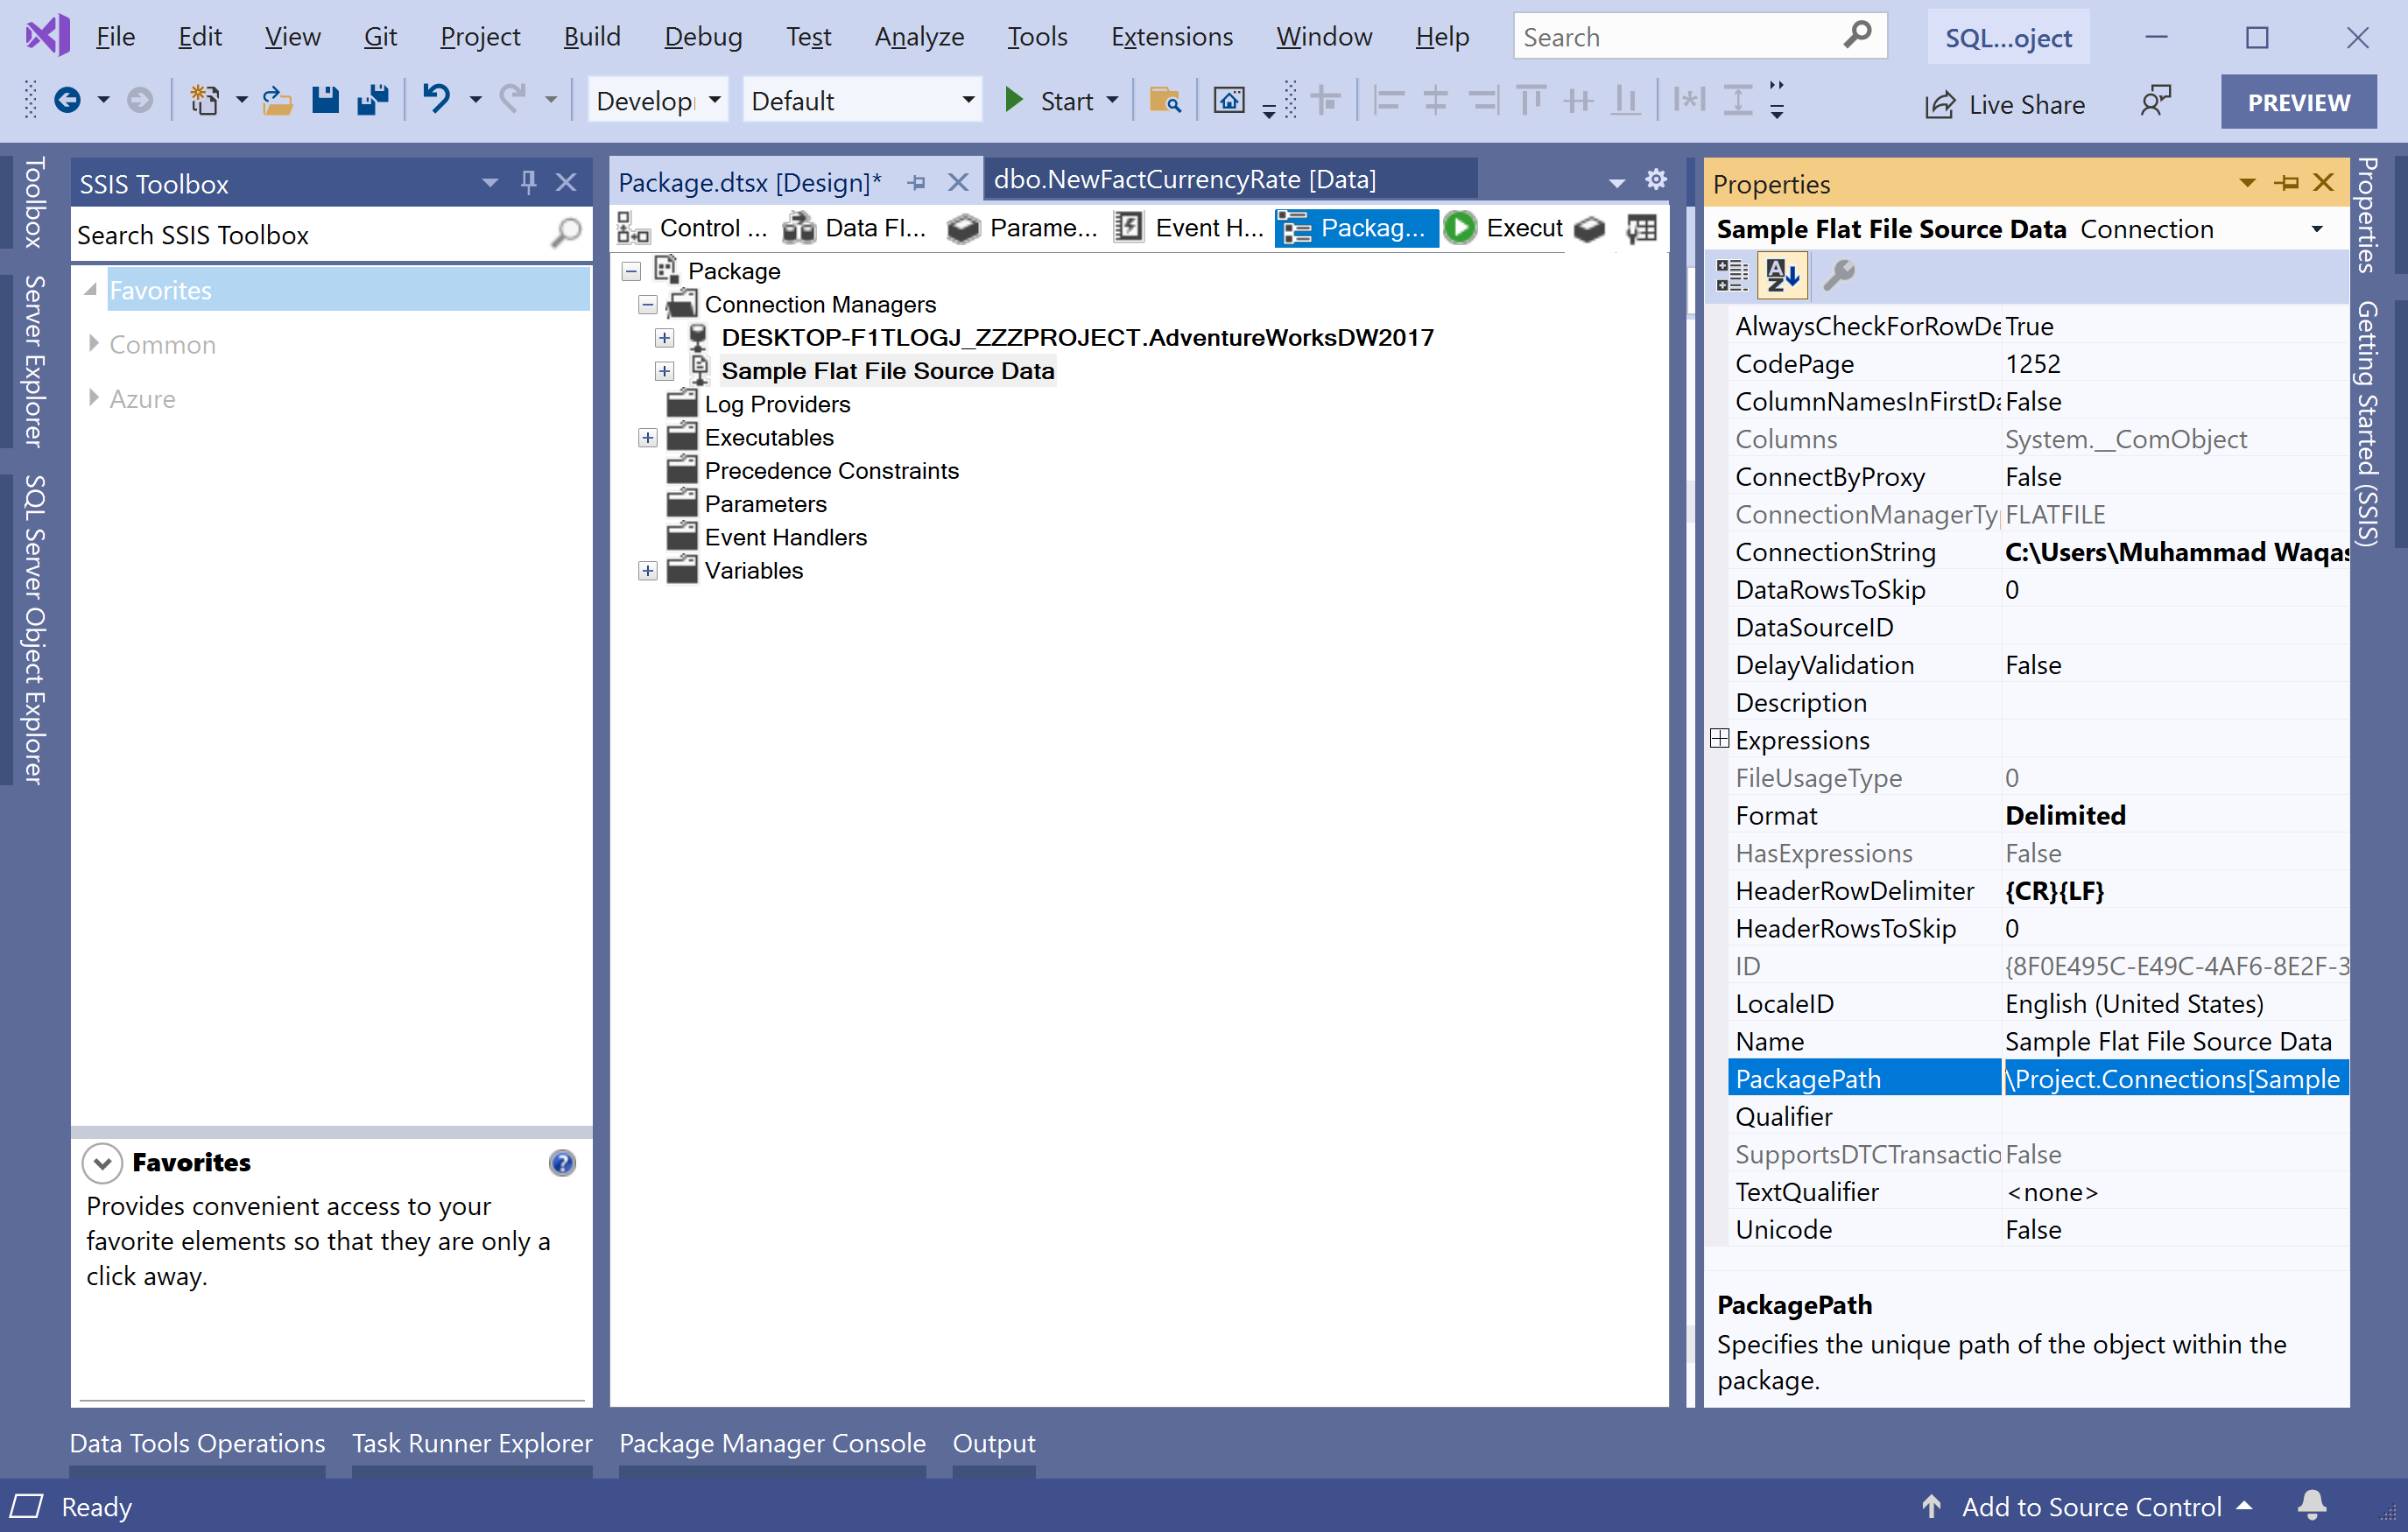 File Edit View Git Project Build Debug Test Analyze Tools Extensions Window Help Search SQL...oject
Develop Default Start Live Share PREVIEW
Toolbox
Server Explorer
SQL Server Object Explorer
SSIS Toolbox
Search SSIS Toolbox
Favorites
Common
Azure
Favorites
Provides convenient access to your
favorite elements so that they are only a
click away.
Package.dtsx [Design]* dbo.NewFactCurrencyRate [Data]
Control ... Data Fl... Parame... Event H... Packag... Execut
Package
Connection Managers
DESKTOP-F1TLOGJ_ZZZPROJECT.AdventureWorksDW2017
Sample Flat File Source Data
Log Providers
Executables
Precedence Constraints
Parameters
Event Handlers
Variables
Properties
Sample Flat File Source Data Connection
AlwaysCheckForRowDe True
CodePage 1252
ColumnNamesInFirstDa False
Columns System.__ComObject
ConnectByProxy False
ConnectionManagerTy FLATFILE
ConnectionString C:\Users\Muhammad Waqas
DataRowsToSkip 0
DataSourceID
DelayValidation False
Description
Expressions
FileUsageType 0
Format Delimited
HasExpressions False
HeaderRowDelimiter {CR}{LF}
HeaderRowsToSkip 0
ID {8F0E495C-E49C-4AF6-8E2F-3
LocaleID English (United States)
Name Sample Flat File Source Data
PackagePath \Project.Connections[Sample
Qualifier
SupportsDTCTransactio False
TextQualifier <none>
Unicode False
PackagePath
Specifies the unique path of the object within the
package.
Properties
Getting Started (SSIS)
Data Tools Operations Task Runner Explorer Package Manager Console Output
Ready Add to Source Control